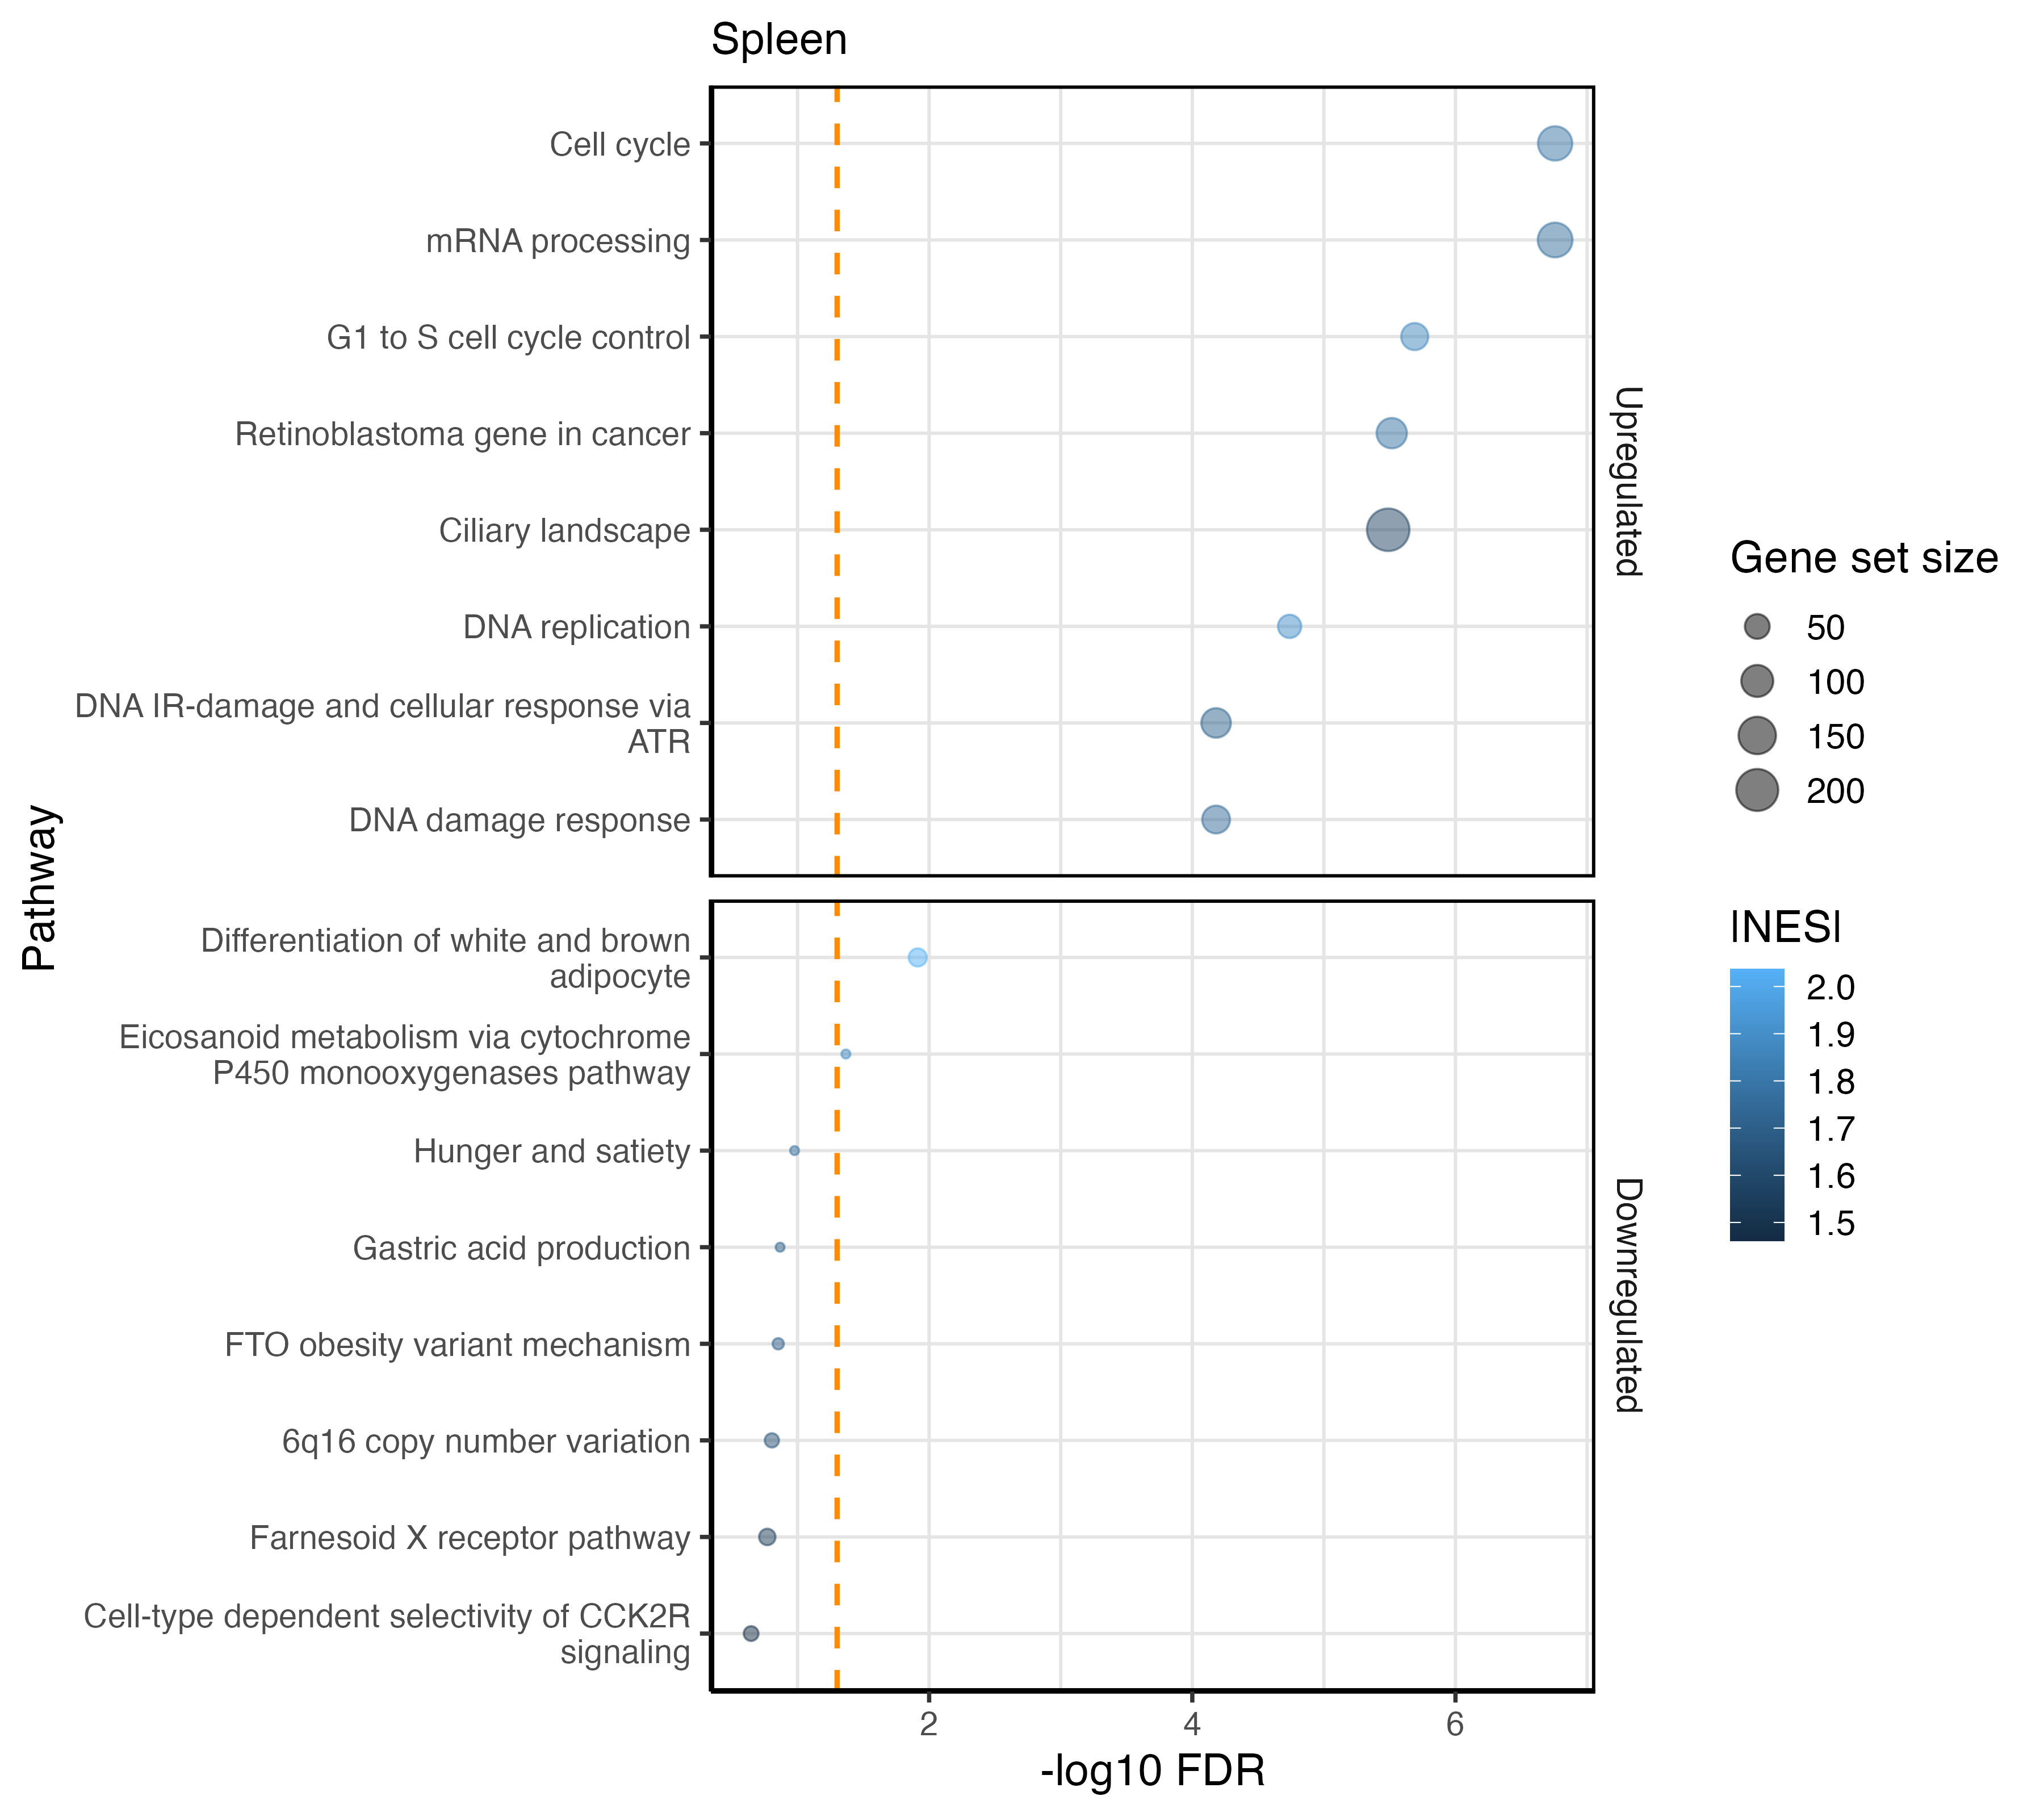 Spleen
Pathway
Cell cycle
mRNA processing
G1 to S cell cycle control
Retinoblastoma gene in cancer
Ciliary landscape
DNA replication
DNA IR-damage and cellular response via
ATR
DNA damage response
Upregulated
Differentiation of white and brown
adipocyte
Eicosanoid metabolism via cytochrome
P450 monooxygenases pathway
Hunger and satiety
Gastric acid production
FTO obesity variant mechanism
6q16 copy number variation
Farnesoid X receptor pathway
Cell-type dependent selectivity of CCK2R
signaling
Downregulated
2 4 6
-log10 FDR
Gene set size
50
100
150
200
|NES|
2.0
1.9
1.8
1.7
1.6
1.5